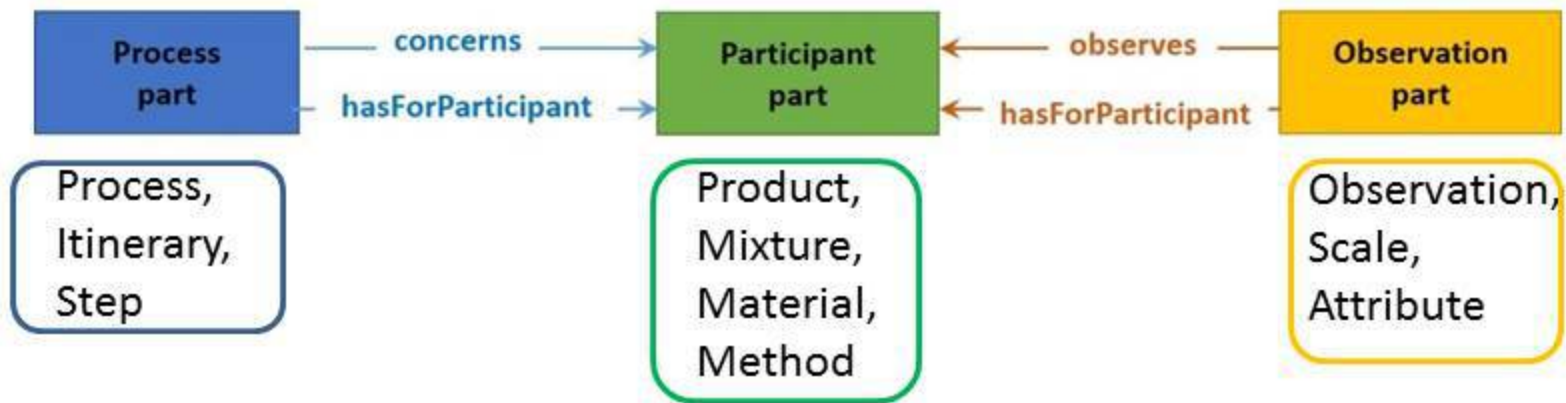 Process
part
concerns
hasForParticipant
Participant
part
observes
hasForParticipant
Observation
part
Process,
Itinerary,
Step
Product,
Mixture,
Material,
Method
Observation,
Scale,
Attribute